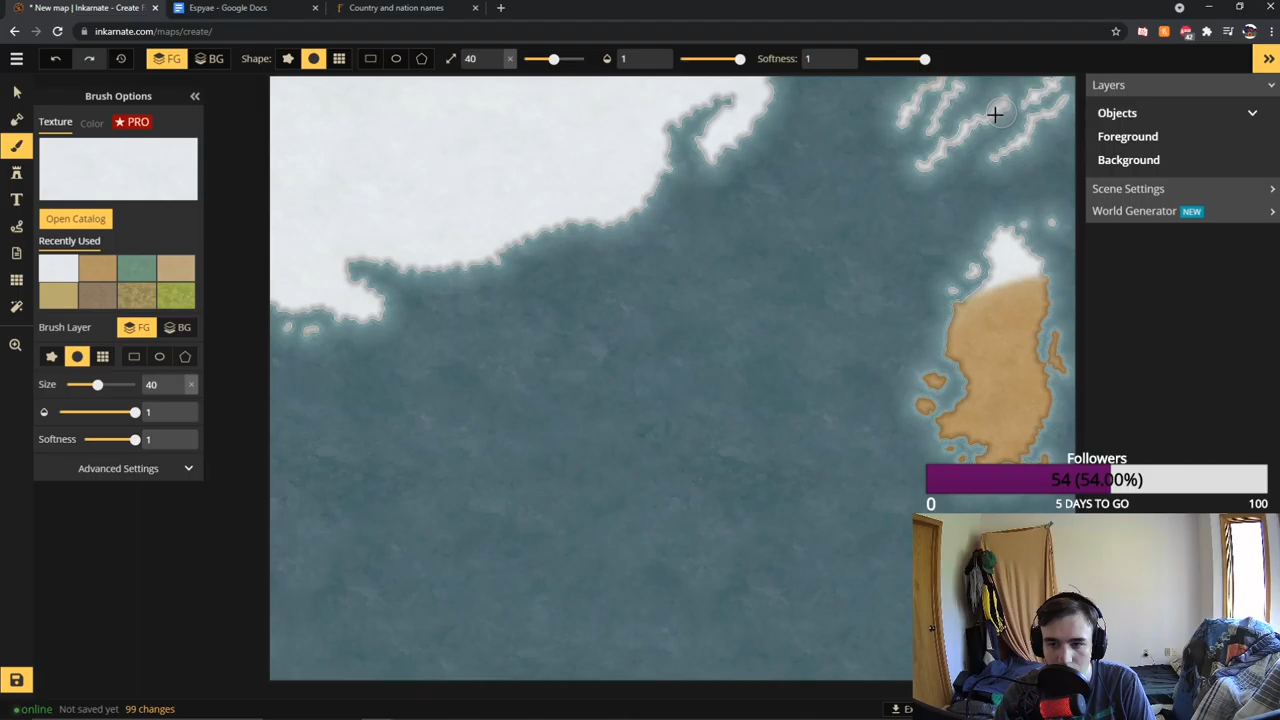 * New map | Inkarnate - Create F
Espyae - Google Docs
Country and nation names
inkarnate.com/maps/create/
42
FG
BG
Shape:
40
1
Softness:
1
Brush Options
Texture
Color
PRO
Open Catalog
Recently Used
Brush Layer
FG
BG
Size
40
1
Softness
1
Advanced Settings
Layers
Objects
Foreground
Background
Scene Settings
World Generator
NEW
Followers
54 (54.00%)
0
5 DAYS TO GO
100
online
Not saved yet
99 changes
Ex